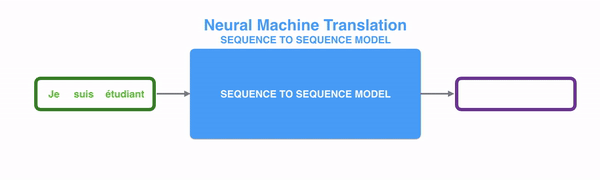 Neural Machine Translation
SEQUENCE TO SEQUENCE MODEL
Je suis étudiant
SEQUENCE TO SEQUENCE MODEL